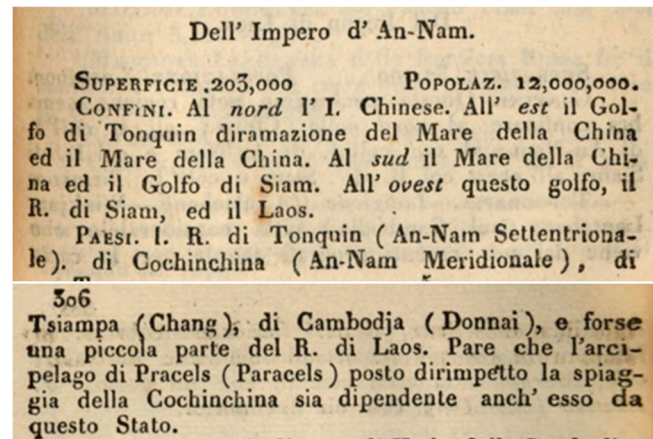 Dell' Impero d' An-Nam.
SUPERFICIE .203,000 POPOLAZ. 12,000,000.
CONFINI. Al nord l' I. Chinese. All' est il Gol-
fo di Tonquin diramazione del Mare della China
ed il Mare della China. Al sud il Mare della Chi-
na ed il Golfo di Siam. All' ovest questo golfo, il
R. di Siam, ed il Laos.
PAESI. I. R. di Tonquin ( An-Nam Settentriona-
le). di Cochinchina ( An-Nam Meridionale ), di
306
Tsiampa (Chang), di Cambodja ( Donnai ), e forse
una piccola parte del R. di Laos. Pare che l'arci-
pelago di Pracels ( Paracels ) posto dirimpetto la spiag-
gia della Cochinchina sia dipendente anch' esso da
questo Stato.